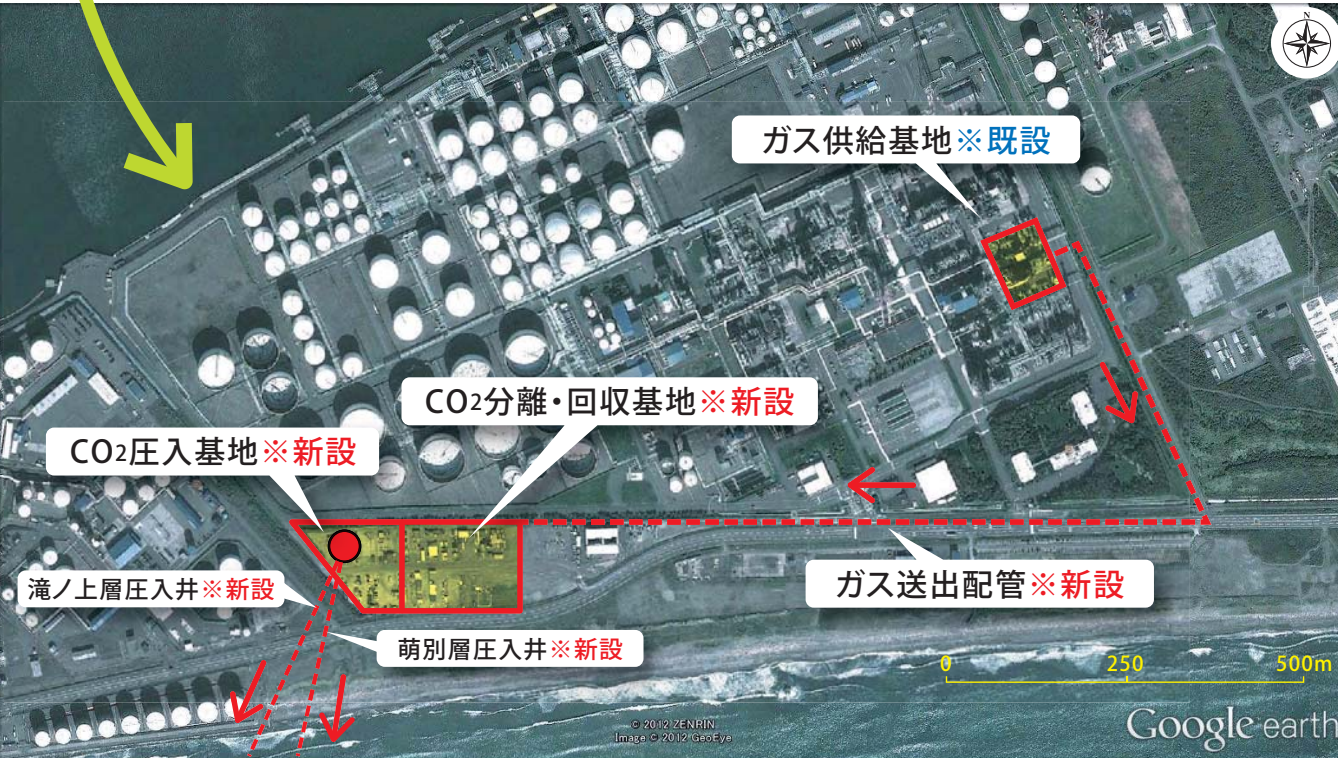 N
ガス供給基地※既設
CO2分離・回収基地※新設
CO2圧入基地※新設
滝ノ上層圧入井※新設
ガス送出配管※新設
萌別層圧入井※新設
0 250 500m
© 2012 ZENRIN
Image © 2012 GeoEye
Google earth